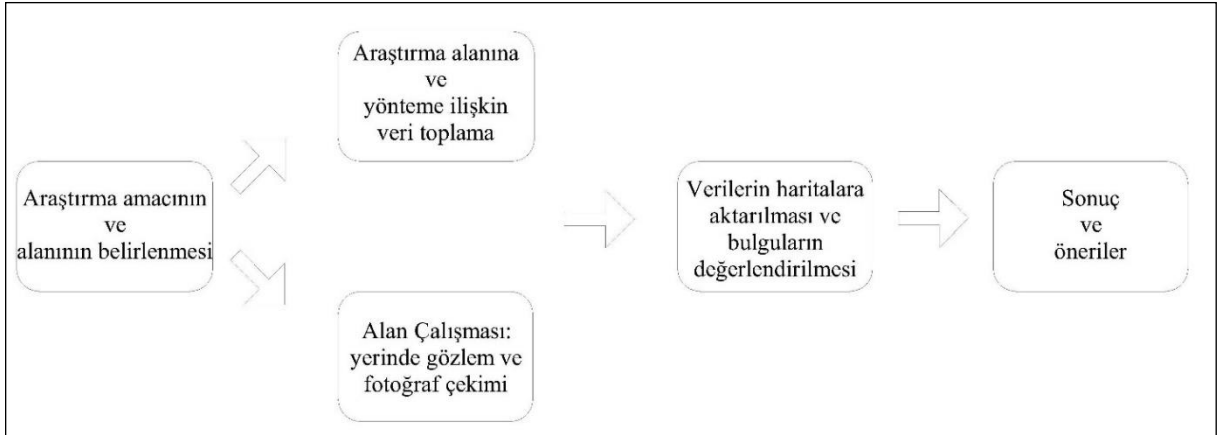 Araştırma amacının
ve
alanının belirlenmesi
Araştırma alanına
ve
yönteme ilişkin
veri toplama
Alan Çalışması:
yerinde gözlem ve
fotoğraf çekimi
Verilerin haritalara
aktarılması ve
bulguların
değerlendirilmesi
Sonuç
ve
öneriler